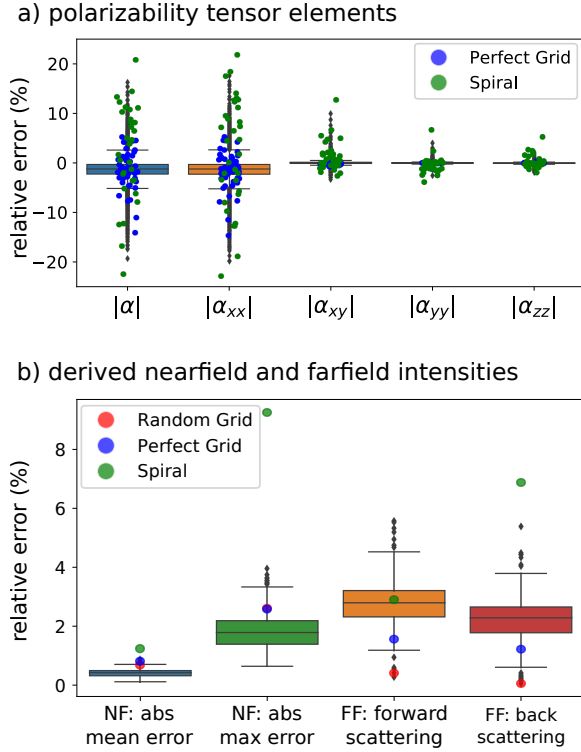 a) polarizability tensor elements
relative error (%)
20
10
0
−10
−20
Perfect Grid
Spiral
|α|
|αxx|
|αxy|
|αyy|
|αzz|
b) derived nearfield and farfield intensities
relative error (%)
8
6
4
2
0
Random Grid
Perfect Grid
Spiral
NF: abs
mean error
NF: abs
max error
FF: forward
scattering
FF: back
scattering